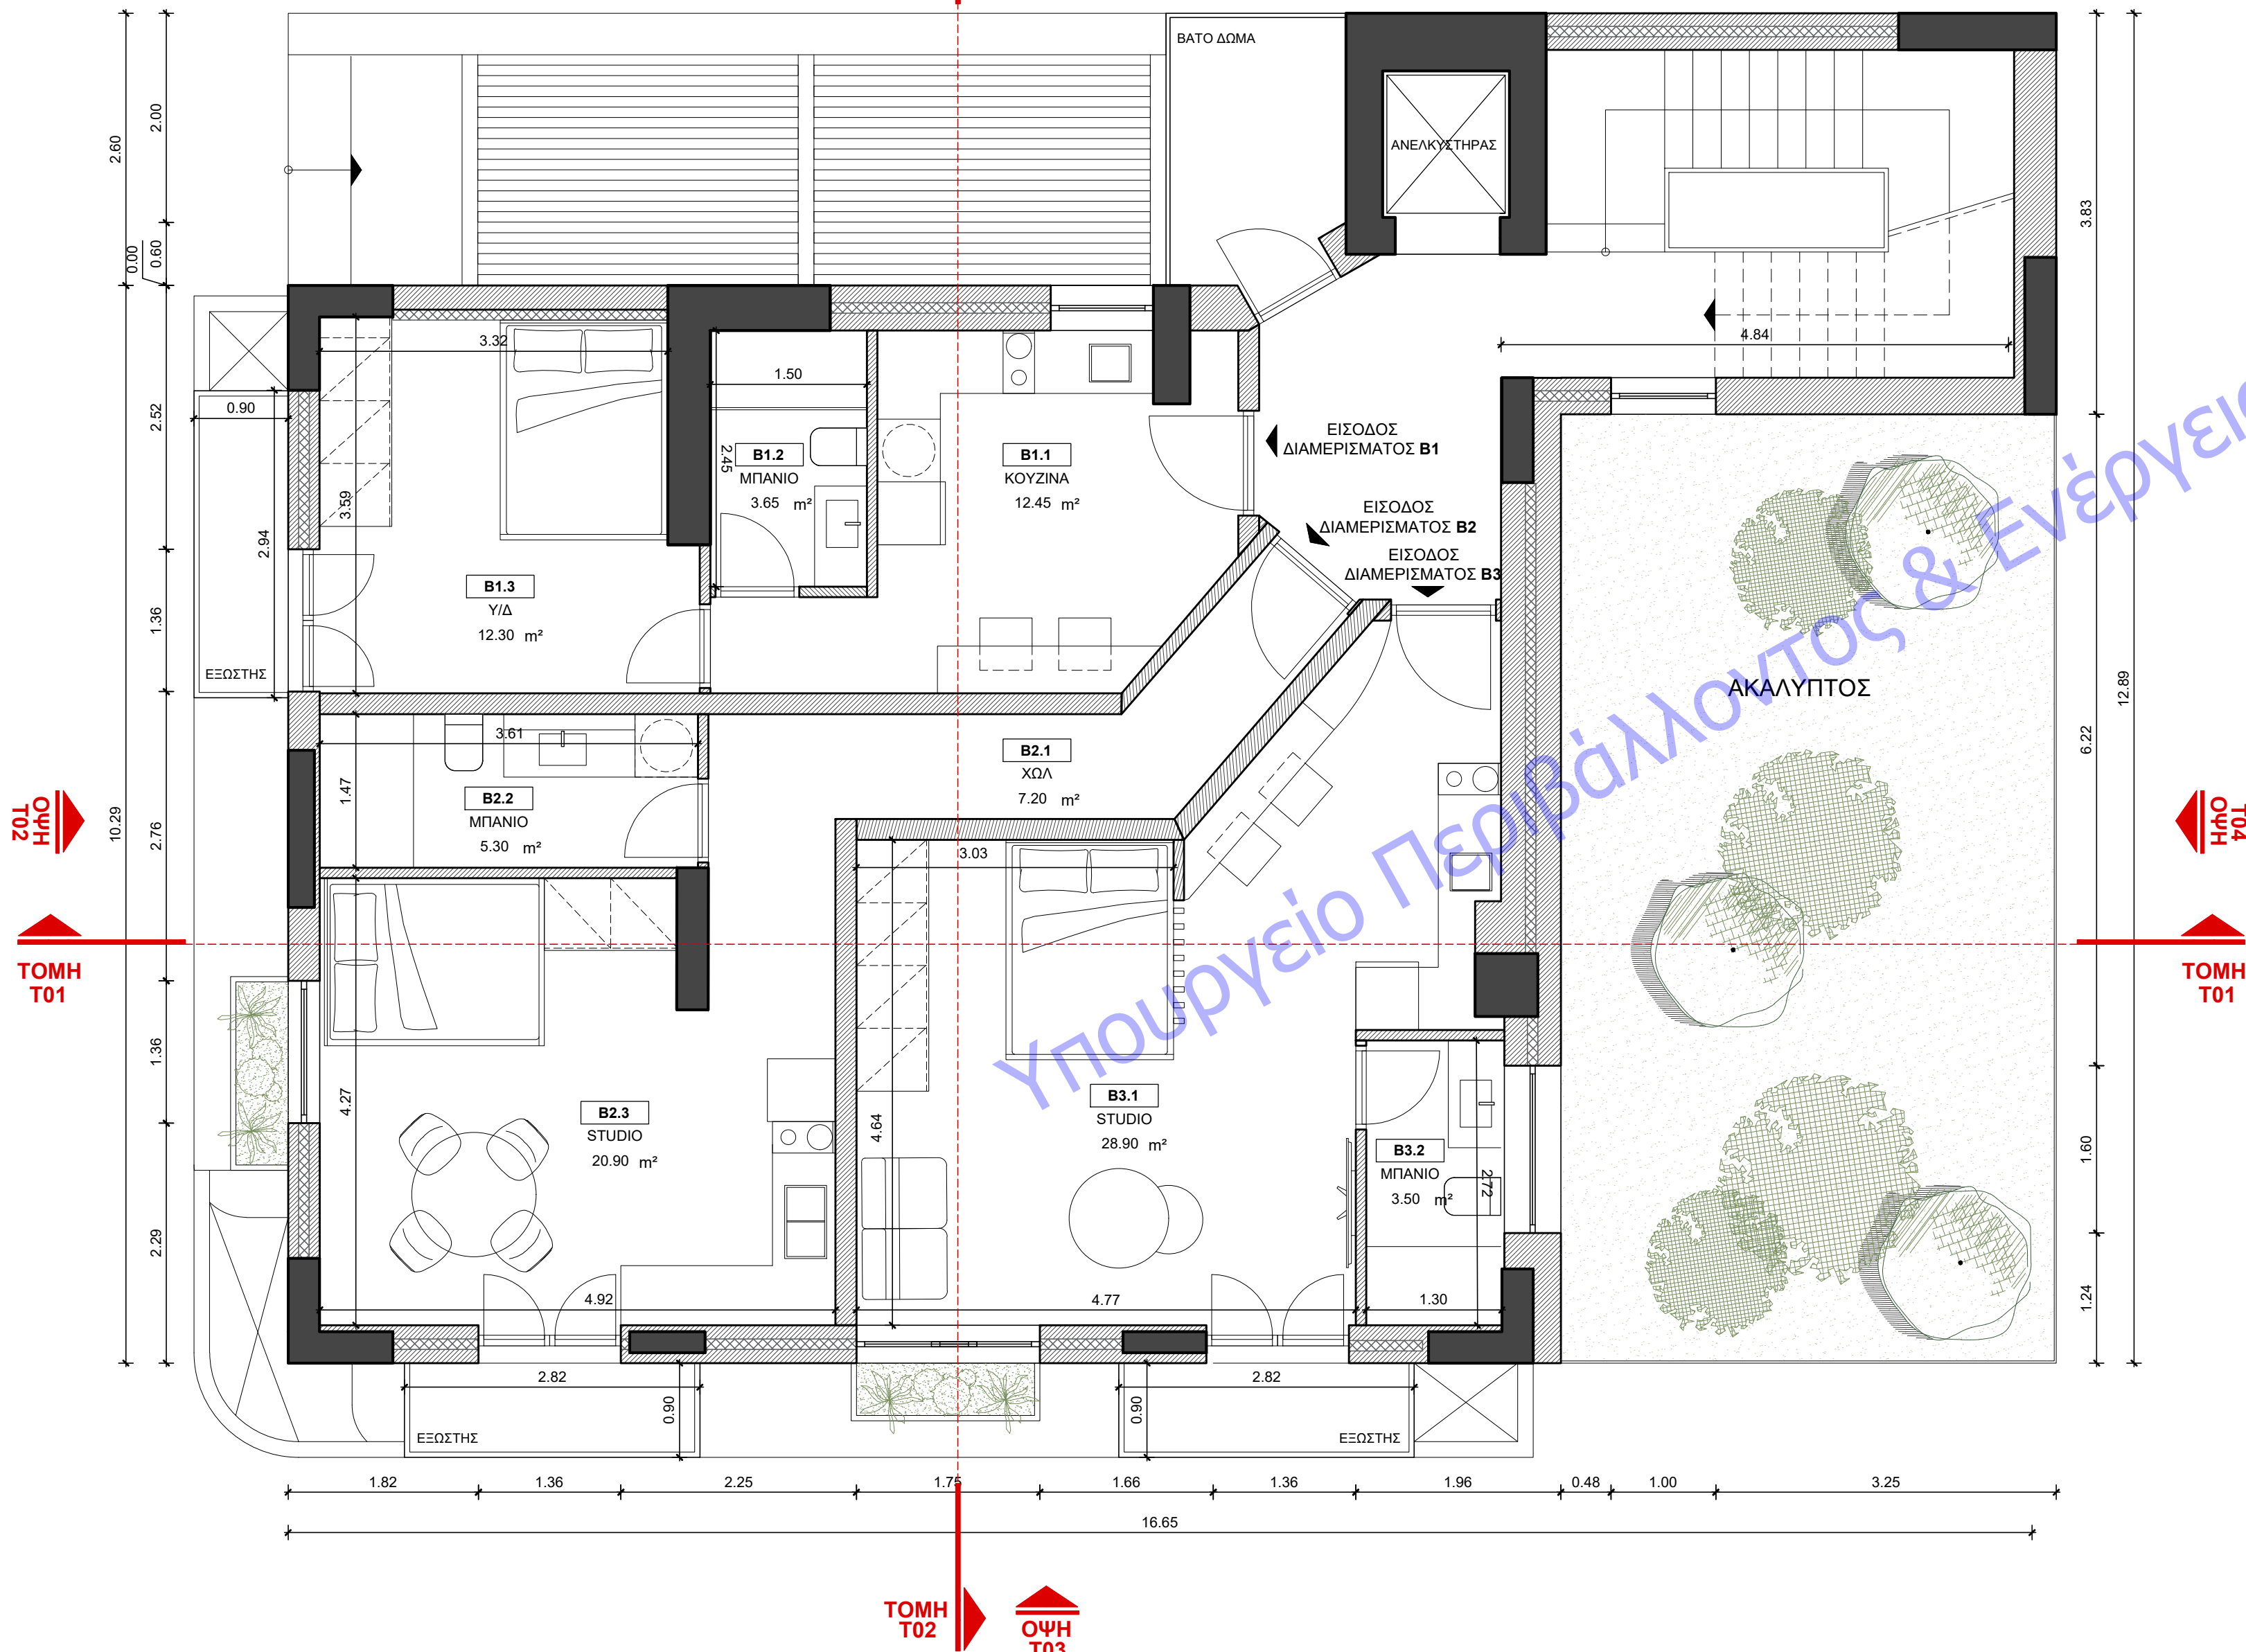 ΒΑΤΟ ΔΩΜΑ
ΑΝΕΛΚΥΣΤΗΡΑΣ
2.60
2.00
0.00
0.60
3.83
4.84
3.32
1.50
0.90
2.52
3.59
2.45
2.94
B1.2
ΜΠΑΝΙΟ
3.65 m²
B1.1
ΚΟΥΖΙΝΑ
12.45 m²
ΕΙΣΟΔΟΣ
ΔΙΑΜΕΡΙΣΜΑΤΟΣ B1
ΕΙΣΟΔΟΣ
ΔΙΑΜΕΡΙΣΜΑΤΟΣ B2
ΕΙΣΟΔΟΣ
ΔΙΑΜΕΡΙΣΜΑΤΟΣ B3
B1.3
Υ/Δ
12.30 m²
1.36
ΕΞΩΣΤΗΣ
ΑΚΑΛΥΠΤΟΣ
12.89
6.22
3.61
1.47
B2.2
ΜΠΑΝΙΟ
5.30 m²
B2.1
ΧΩΛ
7.20 m²
10.29
2.76
ΟΨΗ
T02
T04
ΟΨΗ
3.03
ΤΟΜΗ
T01
ΤΟΜΗ
T01
Υπουργείο Περιβάλλοντος & Ενέργει
1.36
4.27
4.64
B2.3
STUDIO
20.90 m²
B3.1
STUDIO
28.90 m²
B3.2
ΜΠΑΝΙΟ
3.50 m²
2.72
1.60
2.29
1.24
4.92
4.77
1.30
2.82
0.90
2.82
0.90
ΕΞΩΣΤΗΣ
ΕΞΩΣΤΗΣ
1.82
1.36
2.25
1.75
1.66
1.36
1.96
0.48
1.00
3.25
16.65
ΤΟΜΗ
T02
ΟΨΗ
T03